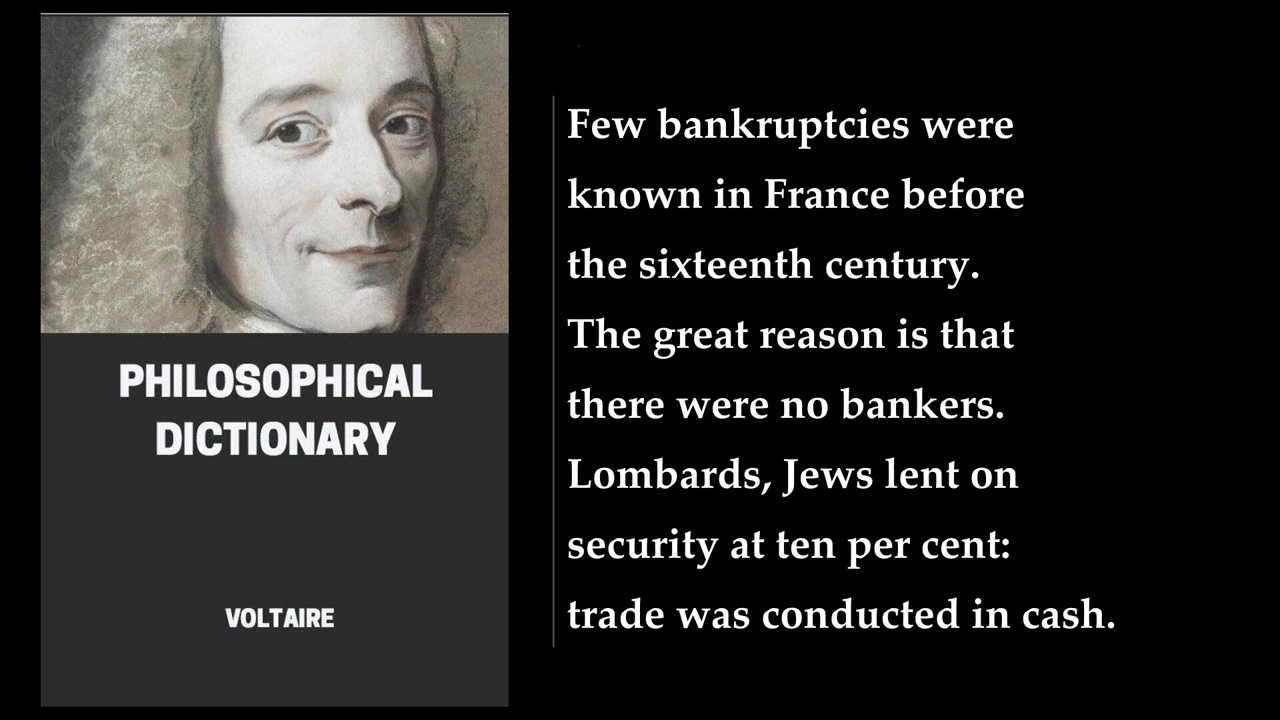 PHILOSOPHICAL
DICTIONARY
VOLTAIRE
Few bankruptcies were
known in France before
the sixteenth century.
The great reason is that
there were no bankers.
Lombards, Jews lent on
security at ten per cent:
trade was conducted in cash.